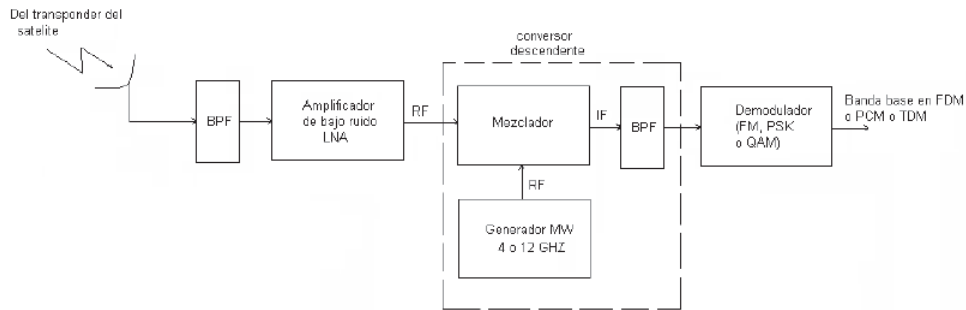 Del transponder del
satelite
conversor
descendente
BPF
Amplificador
de bajo ruido
LNA
RF
Mezclador
IF
BPF
Demodulador
(FM, PSK
o QAM)
Banda base en FDM
o PCM o TDM
RF
Generador MW
4 o 12 GHZ